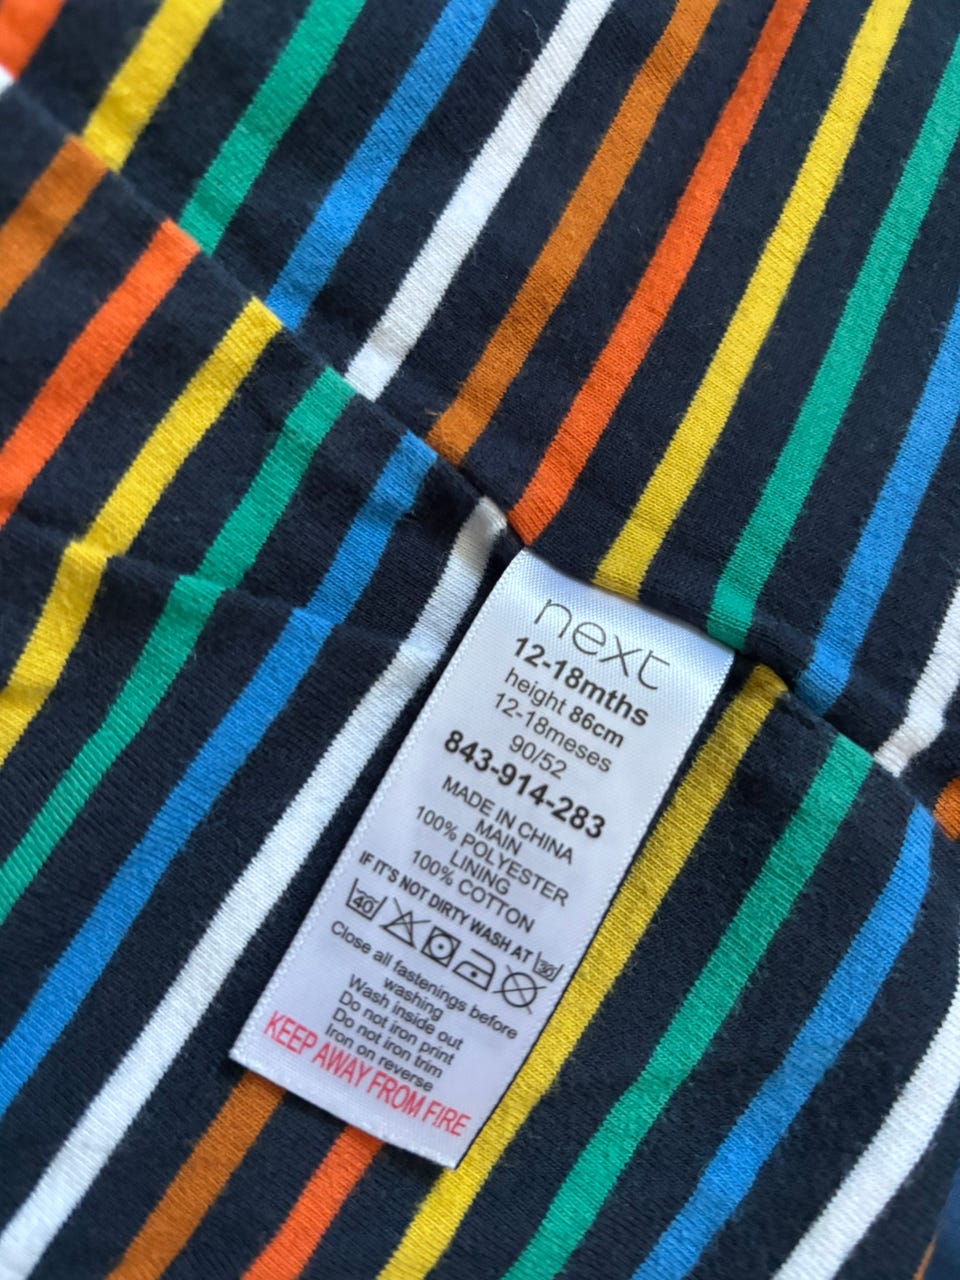 next
12-18mths
height 86cm
12-18meses
90/52
843-914-283
MADE IN CHINA
MAIN
100% POLYESTER
LINING
100% COTTON
IF IT'S NOT DIRTY WASH AT 30
40
Close all fastenings before
washing
Wash inside out
Do not iron print
Do not iron trim
Iron on reverse
KEEP AWAY FROM FIRE